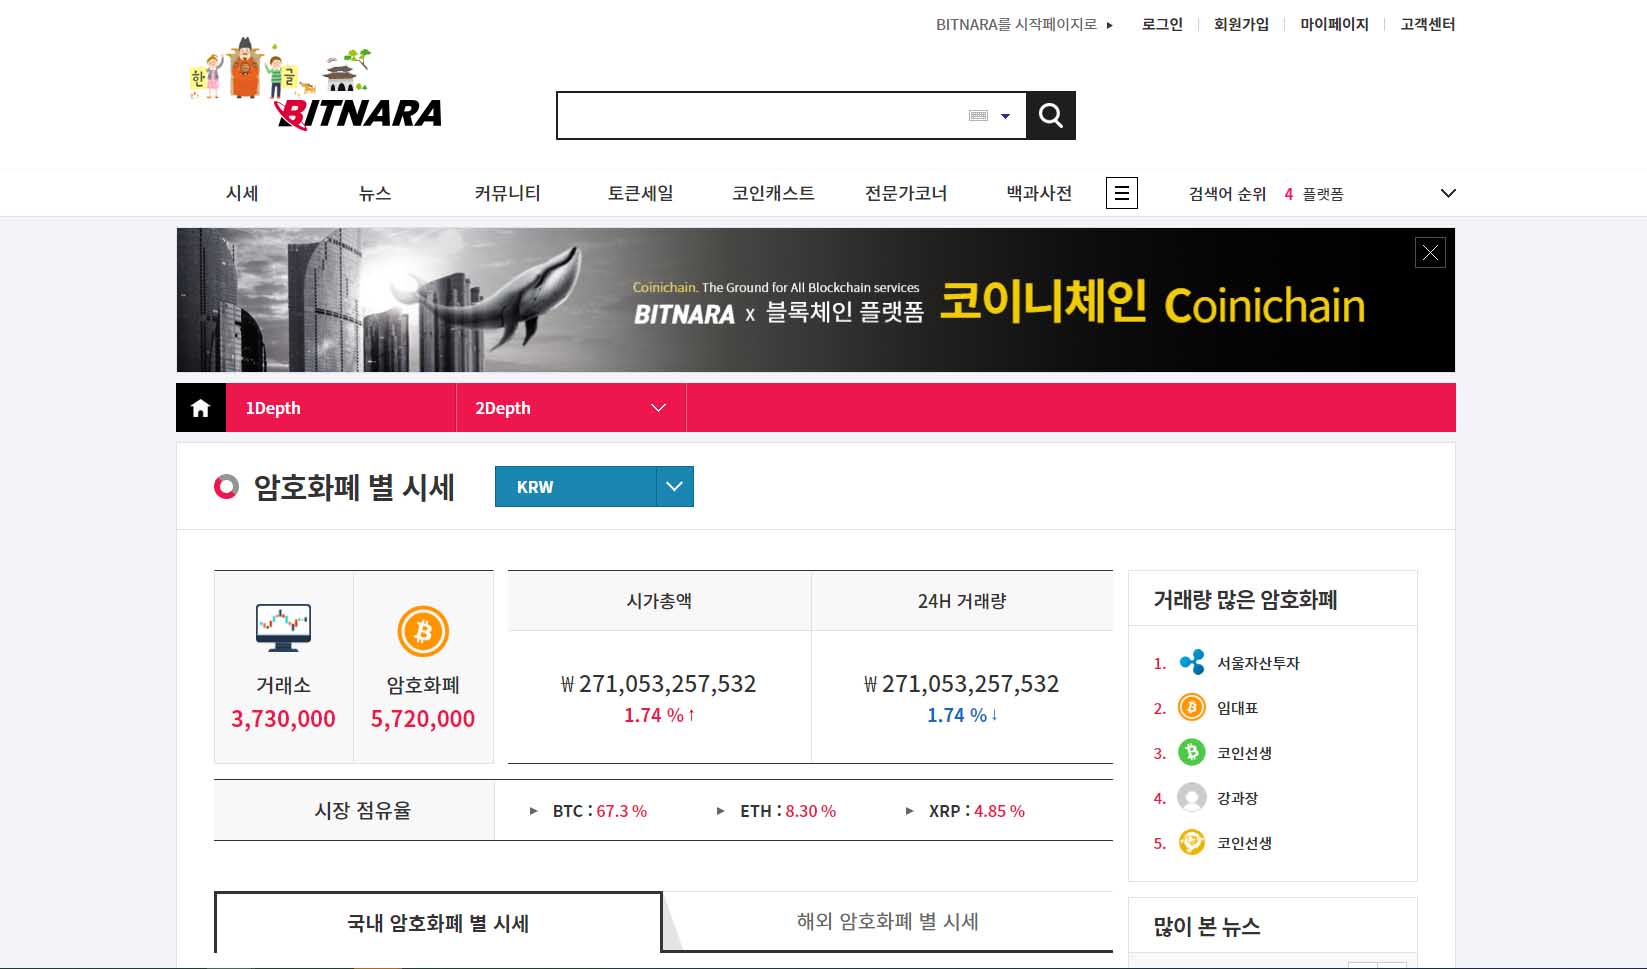 BITNARA를 시작페이지로
로그인
회원가입
마이페이지
고객센터
한
글
BITNARA
시세
뉴스
커뮤니티
토큰세일
코인캐스트
전문가코너
백과사전
검색어 순위 4 플랫폼
Coinichain. The Ground for All Blockchain services
BITNARA x 블록체인 플랫폼 코이니체인 Coinichain
1Depth
2Depth
암호화폐 별 시세
KRW
거래소
3,730,000
암호화폐
5,720,000
시가총액
₩ 271,053,257,532
1.74 % ↑
24H 거래량
₩ 271,053,257,532
1.74 % ↓
시장 점유율
BTC : 67.3 %
ETH : 8.30 %
XRP : 4.85 %
거래량 많은 암호화폐
1. 서울자산투자
2. 임대표
3. 코인선생
4. 강과장
5. 코인선생
국내 암호화폐 별 시세
해외 암호화폐 별 시세
많이 본 뉴스